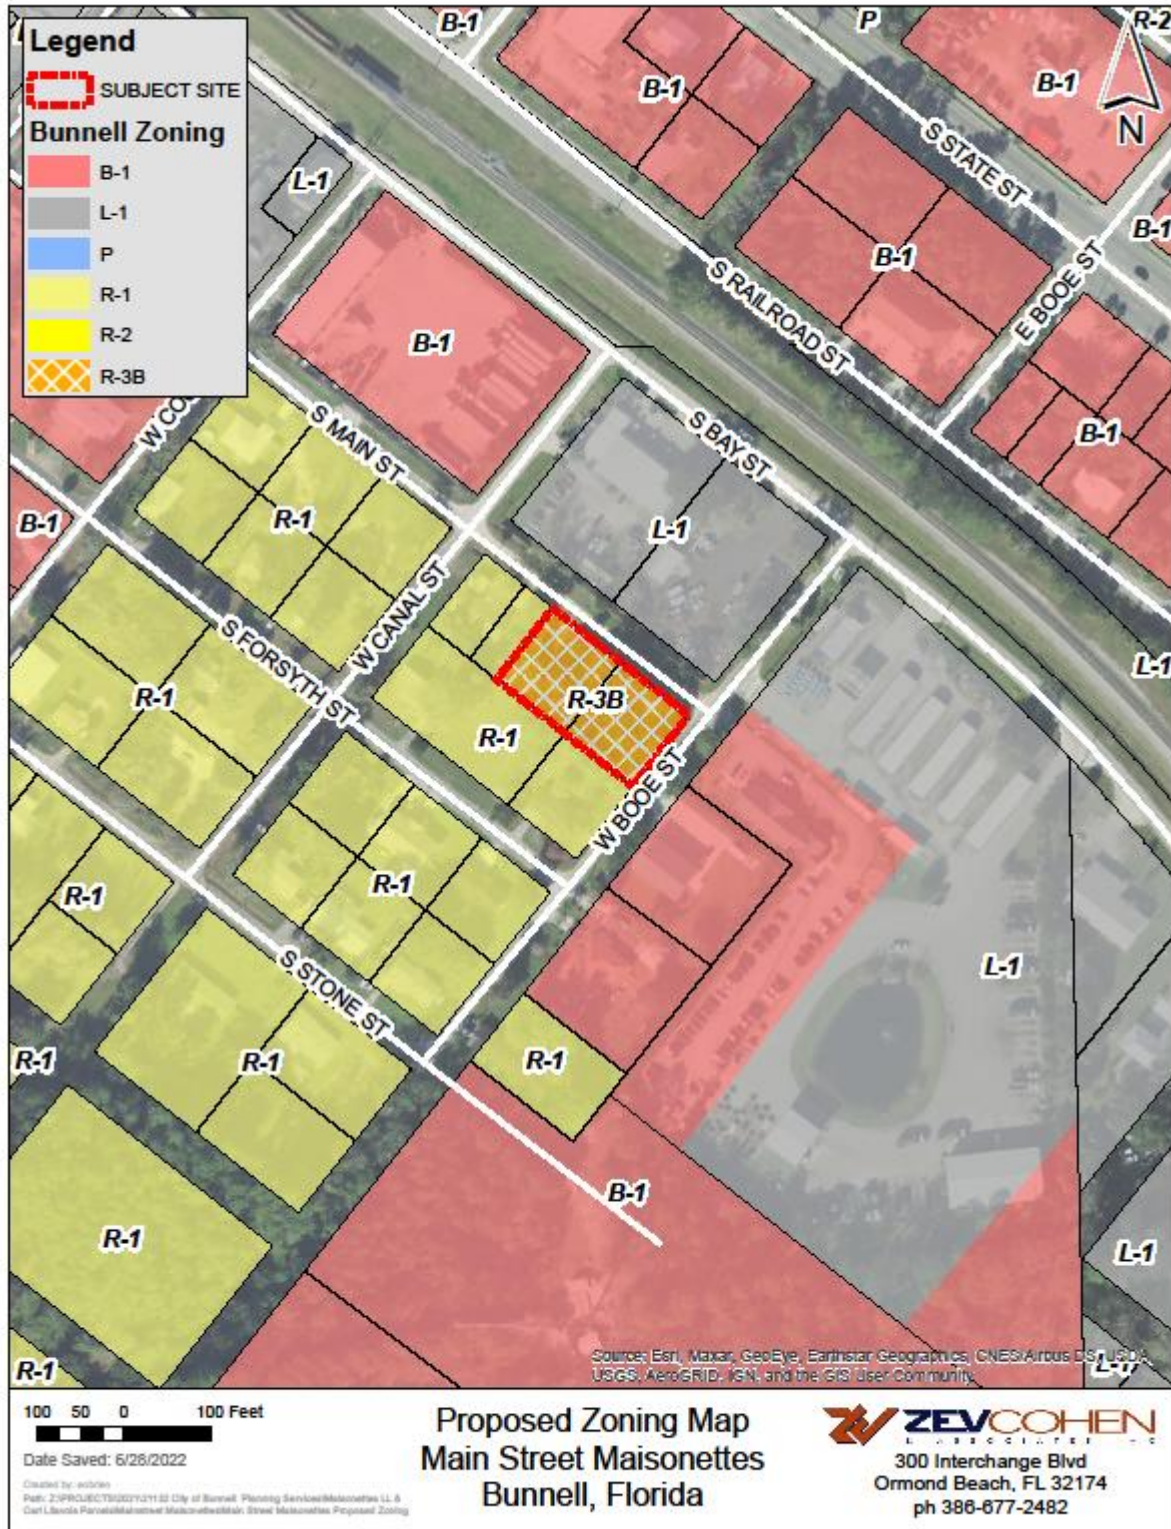 Legend
SUBJECT SITE
Bunnell Zoning
B-1
L-1
P
R-1
R-2
R-3B
B-1
P
R-2
B-1
B-1
N
S STATE ST
L-1
B-1
B-1
S RAILROAD ST
E BOOE ST
B-1
S MAIN ST
S BAY ST
B-1
B-1
R-1
L-1
W CANAL ST
S FORSYTH ST
L-1
R-1
R-3B
R-1
W BOOE ST
R-1
R-1
L-1
S STONE ST
R-1
R-1
R-1
B-1
R-1
L-1
R-1
Source: Esri, Maxar, GeoEye, Earthstar Geographics, CNES/Airbus DS, USDA,
USGS, AeroGRID, IGN, and the GIS User Community
100 50 0 100 Feet
Date Saved: 6/28/2022
Proposed Zoning Map
Main Street Maisonettes
Bunnell, Florida
ZEVCOHEN
300 Interchange Blvd
Ormond Beach, FL 32174
ph 386-677-2482